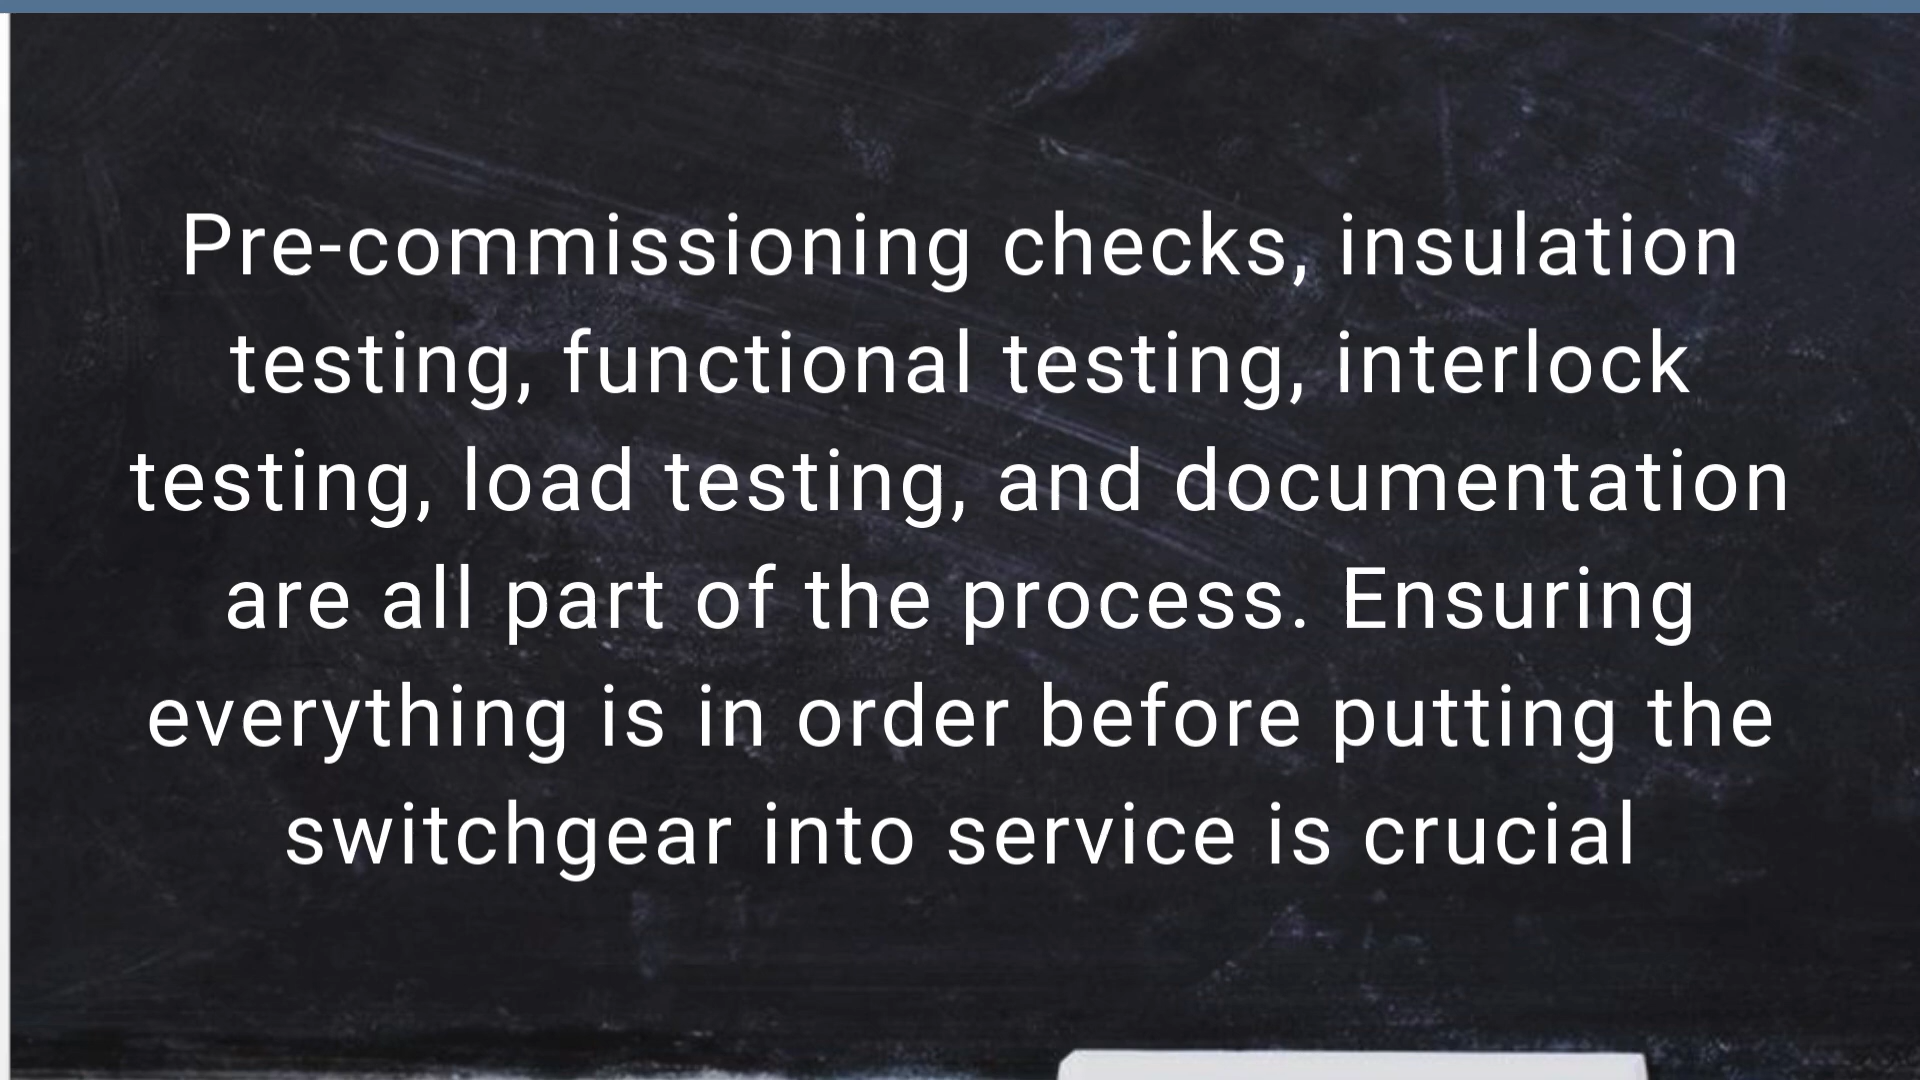 Pre-commissioning checks, insulation
testing, functional testing, interlock
testing, load testing, and documentation
are all part of the process. Ensuring
everything is in order before putting the
switchgear into service is crucial